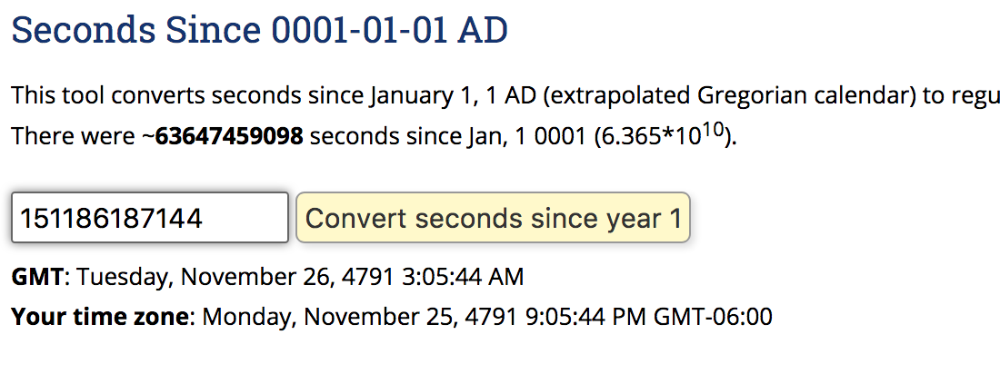 Seconds Since 0001-01-01 AD
This tool converts seconds since January 1, 1 AD (extrapolated Gregorian calendar) to regu
There were ~63647459098 seconds since Jan, 1 0001 (6.365*10¹⁰).
151186187144 Convert seconds since year 1
GMT: Tuesday, November 26, 4791 3:05:44 AM
Your time zone: Monday, November 25, 4791 9:05:44 PM GMT-06:00